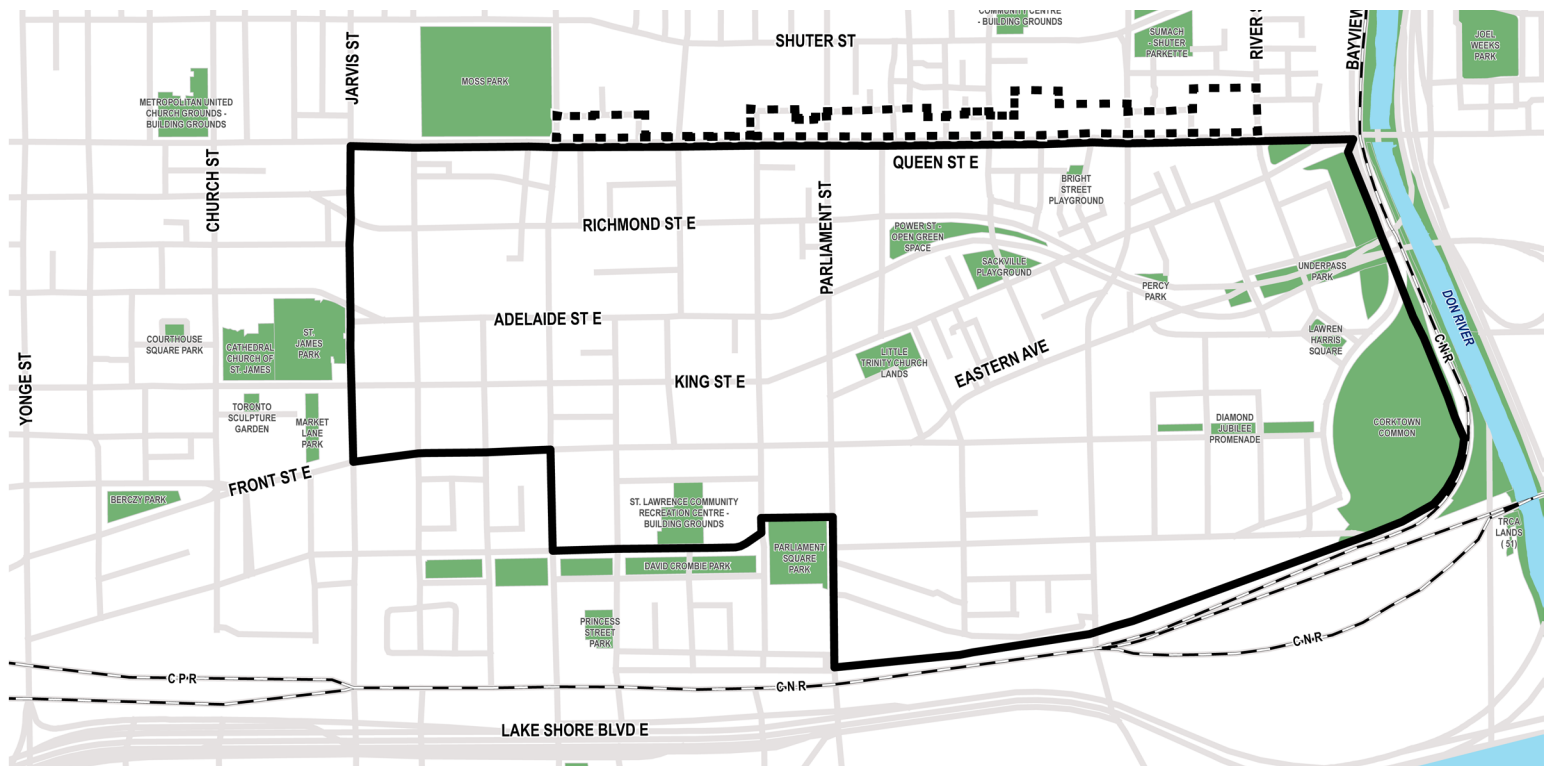 COMMUNITY CENTRE
- BUILDING GROUNDS
SUMACH
- SHUTER
PARKETTE
RIVER S
BAYVIEW
JOEL
WEEKS
PARK
JARVIS ST
SHUTER ST
MOSS PARK
METROPOLITAN UNITED
CHURCH GROUNDS -
BUILDING GROUNDS
CHURCH ST
QUEEN ST E
PARLIAMENT ST
BRIGHT
STREET
PLAYGROUND
RICHMOND ST E
POWER ST -
OPEN GREEN
SPACE
SACKVILLE
PLAYGROUND
PERCY
PARK
UNDERPASS
PARK
DON RIVER
C N R
ADELAIDE ST E
LAWREN
HARRIS
SQUARE
COURTHOUSE
SQUARE PARK
CATHEDRAL
CHURCH OF
ST. JAMES
ST.
JAMES
PARK
LITTLE
TRINITY CHURCH
LANDS
EASTERN AVE
YONGE ST
KING ST E
TORONTO
SCULPTURE
GARDEN
MARKET
LANE
PARK
DIAMOND
JUBILEE
PROMENADE
CORKTOWN
COMMON
FRONT ST E
BERCZY PARK
ST. LAWRENCE COMMUNITY
RECREATION CENTRE -
BUILDING GROUNDS
TRCA
LANDS
( 51)
DAVID CROMBIE PARK
PARLIAMENT
SQUARE
PARK
PRINCESS
STREET
PARK
C N R
C P R
C N R
LAKE SHORE BLVD E